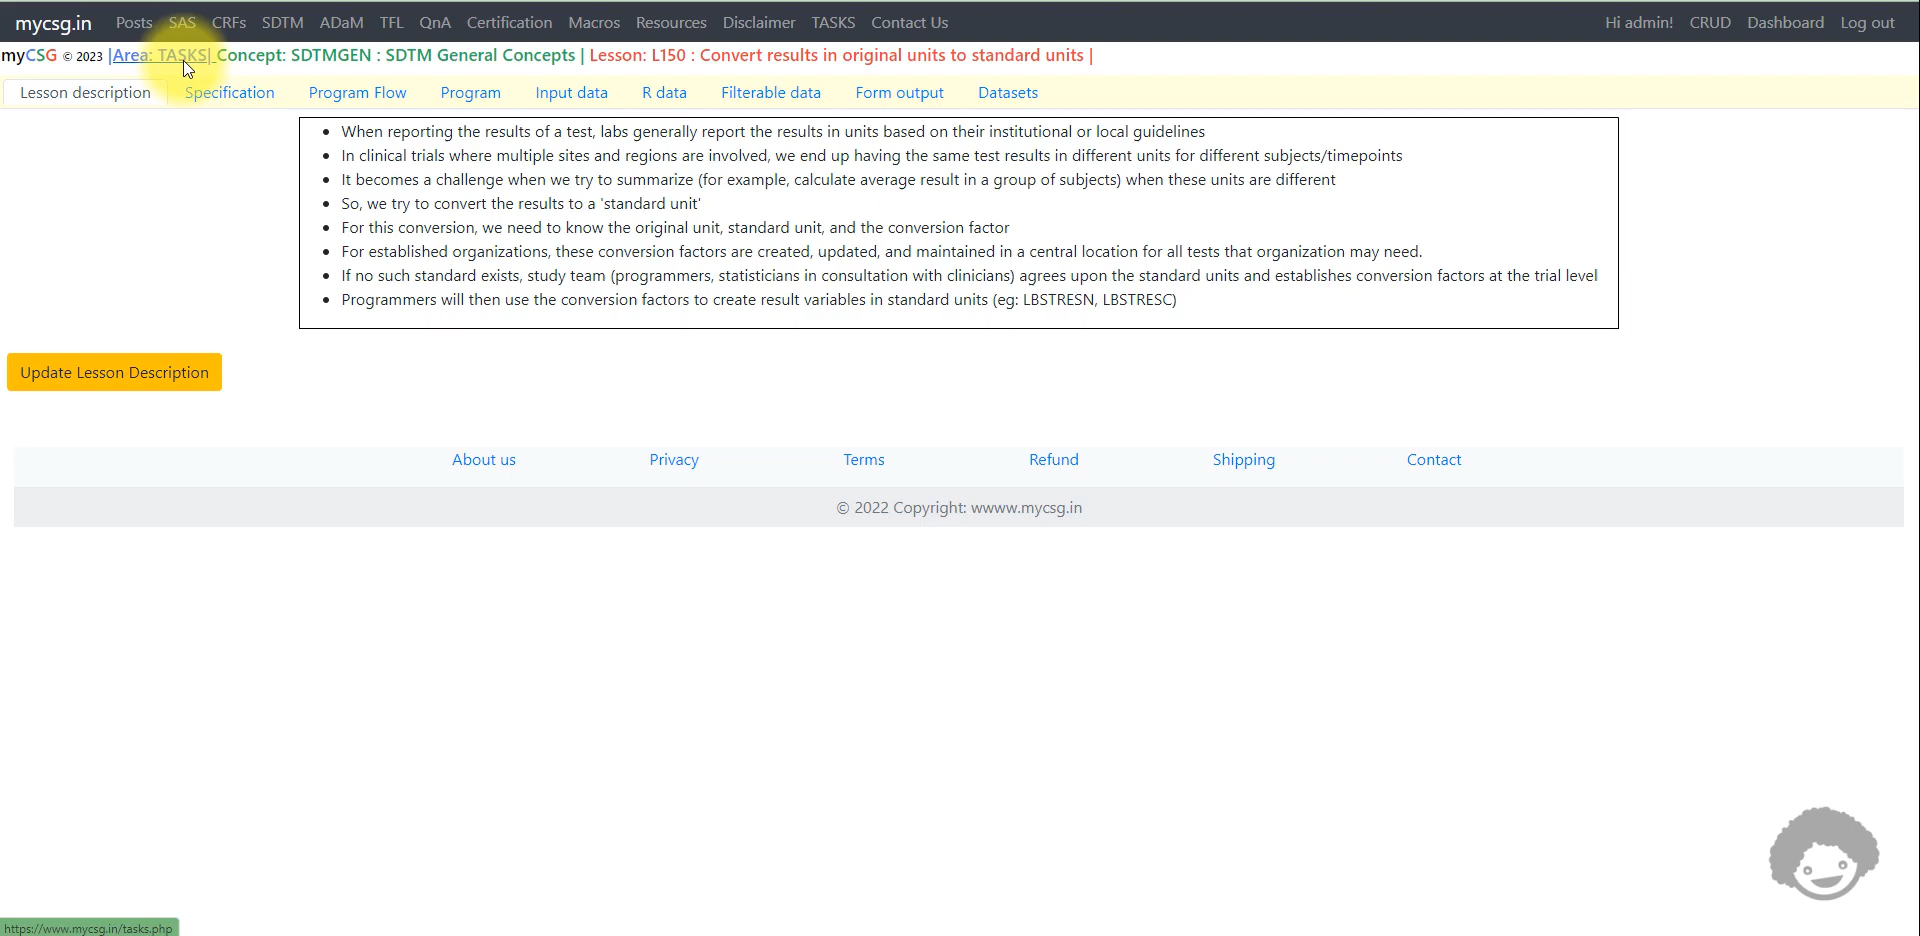 mycsg.in Posts SAS CRFs SDTM ADaM TFL QnA Certification Macros Resources Disclaimer TASKS Contact Us Hi admin! CRUD Dashboard Log out
myCSG © 2023 |Area: TASKS| Concept: SDTMGEN : SDTM General Concepts | Lesson: L150 : Convert results in original units to standard units |
Lesson description Specification Program Flow Program Input data R data Filterable data Form output Datasets
• When reporting the results of a test, labs generally report the results in units based on their institutional or local guidelines
• In clinical trials where multiple sites and regions are involved, we end up having the same test results in different units for different subjects/timepoints
• It becomes a challenge when we try to summarize (for example, calculate average result in a group of subjects) when these units are different
• So, we try to convert the results to a 'standard unit'
• For this conversion, we need to know the original unit, standard unit, and the conversion factor
• For established organizations, these conversion factors are created, updated, and maintained in a central location for all tests that organization may need.
• If no such standard exists, study team (programmers, statisticians in consultation with clinicians) agrees upon the standard units and establishes conversion factors at the trial level
• Programmers will then use the conversion factors to create result variables in standard units (eg: LBSTRESN, LBSTRESC)
Update Lesson Description
About us Privacy Terms Refund Shipping Contact
© 2022 Copyright: wwww.mycsg.in
https://www.mycsg.in/tasks.php